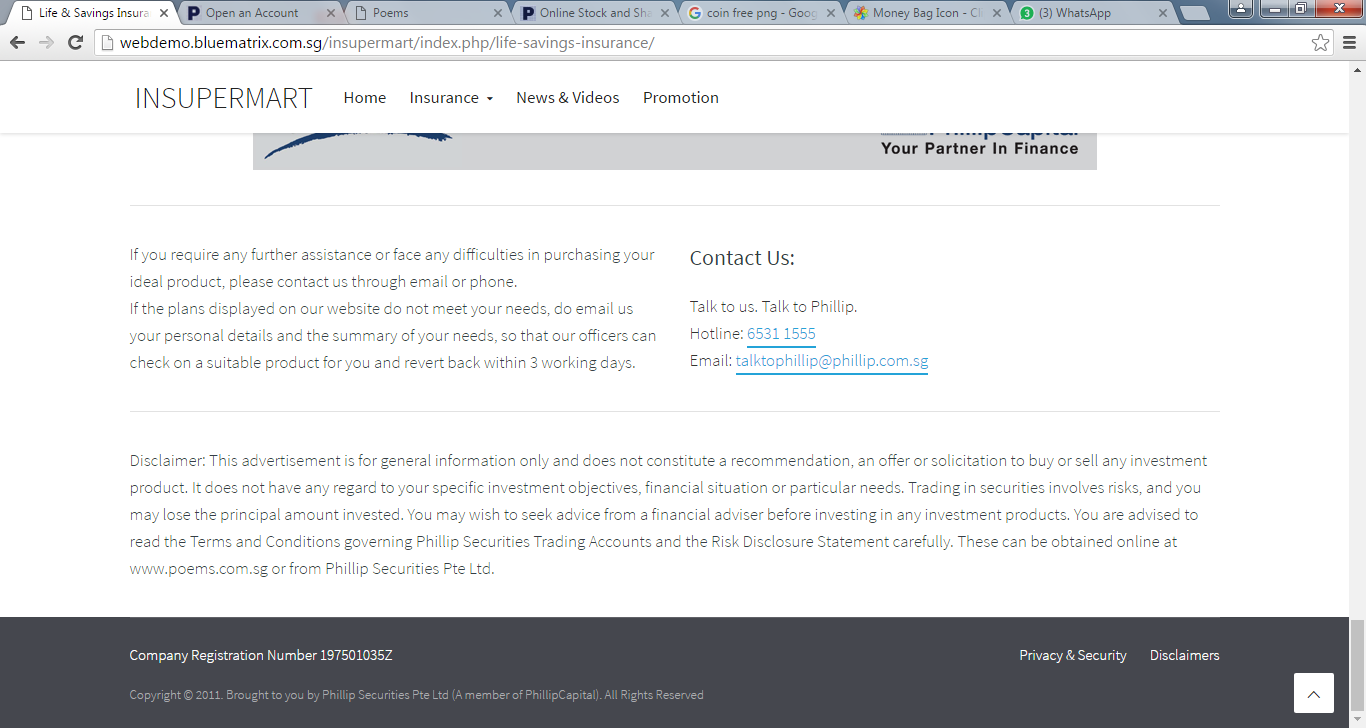 Life & Savings Insura
Open an Account
Poems
Online Stock and Sha
coin free png - Goog
Money Bag Icon - Cli
(3) WhatsApp
webdemo.bluematrix.com.sg/insupermart/index.php/life-savings-insurance/
INSUPERMART
Home
Insurance
News & Videos
Promotion
PhillipCapital
Your Partner In Finance
If you require any further assistance or face any difficulties in purchasing your
ideal product, please contact us through email or phone.
If the plans displayed on our website do not meet your needs, do email us
your personal details and the summary of your needs, so that our officers can
check on a suitable product for you and revert back within 3 working days.
Contact Us:
Talk to us. Talk to Phillip.
Hotline: 6531 1555
Email: talktophillip@phillip.com.sg
Disclaimer: This advertisement is for general information only and does not constitute a recommendation, an offer or solicitation to buy or sell any investment
product. It does not have any regard to your specific investment objectives, financial situation or particular needs. Trading in securities involves risks, and you
may lose the principal amount invested. You may wish to seek advice from a financial adviser before investing in any investment products. You are advised to
read the Terms and Conditions governing Phillip Securities Trading Accounts and the Risk Disclosure Statement carefully. These can be obtained online at
www.poems.com.sg or from Phillip Securities Pte Ltd.
Company Registration Number 197501035Z
Privacy & Security
Disclaimers
Copyright © 2011. Brought to you by Phillip Securities Pte Ltd (A member of PhillipCapital). All Rights Reserved